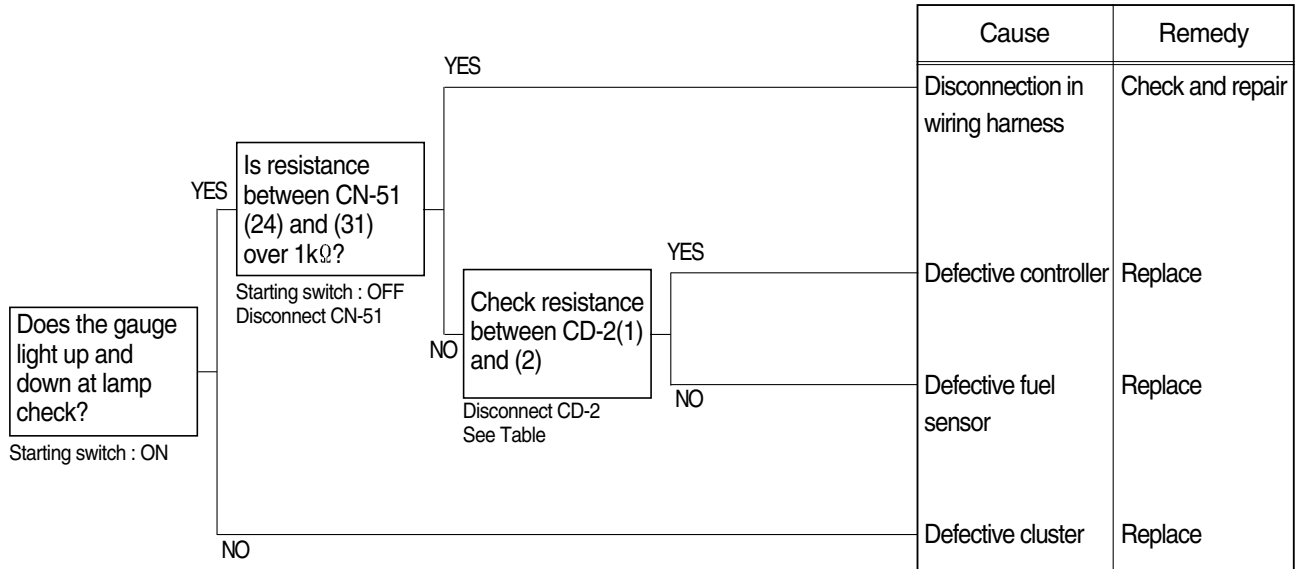 Does the gauge
light up and
down at lamp
check?
Starting switch : ON
YES
NO
Is resistance
between CN-51
(24) and (31)
over 1kΩ?
Starting switch : OFF
Disconnect CN-51
YES
NO
Check resistance
between CD-2(1)
and (2)
Disconnect CD-2
See Table
YES
NO
Cause
Remedy
Disconnection in
wiring harness
Check and repair
Defective controller
Replace
Defective fuel
sensor
Replace
Defective cluster
Replace